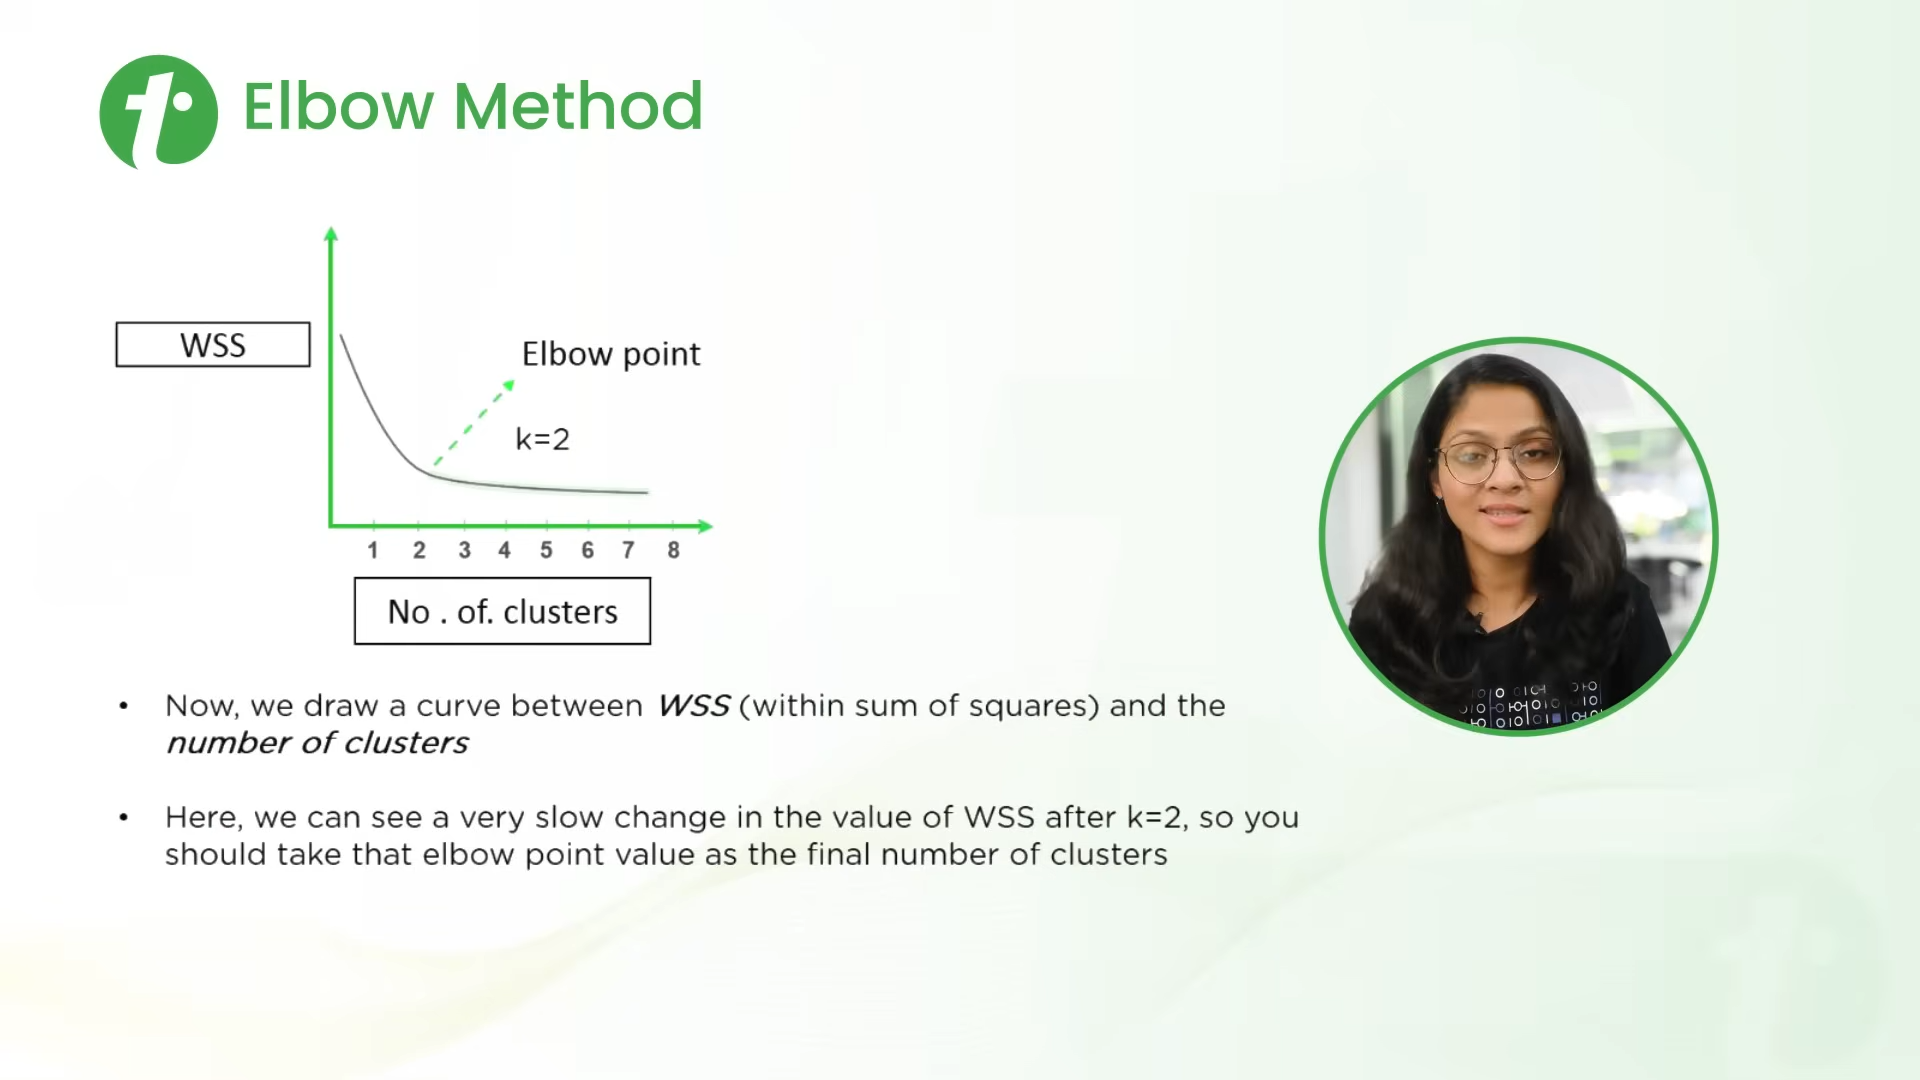 Elbow Method
WSS
Elbow point
k=2
1 2 3 4 5 6 7 8
No . of. clusters
• Now, we draw a curve between WSS (within sum of squares) and the
number of clusters
• Here, we can see a very slow change in the value of WSS after k=2, so you
should take that elbow point value as the final number of clusters